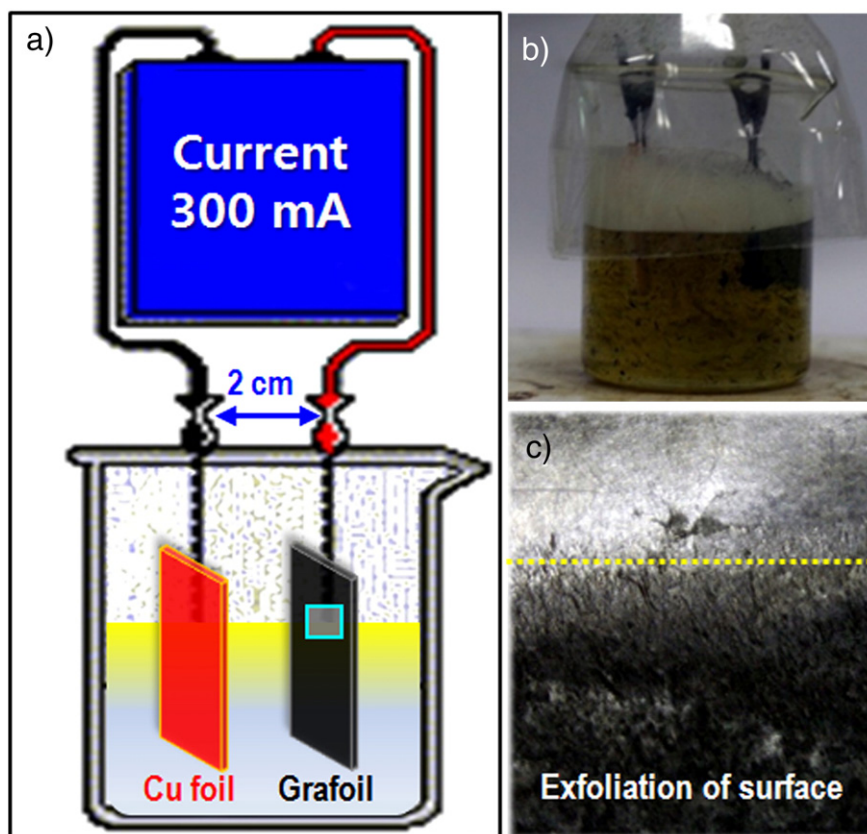 a)
Current
300 mA
2 cm
Cu foil
Grafoil
b)
c)
Exfoliation of surface